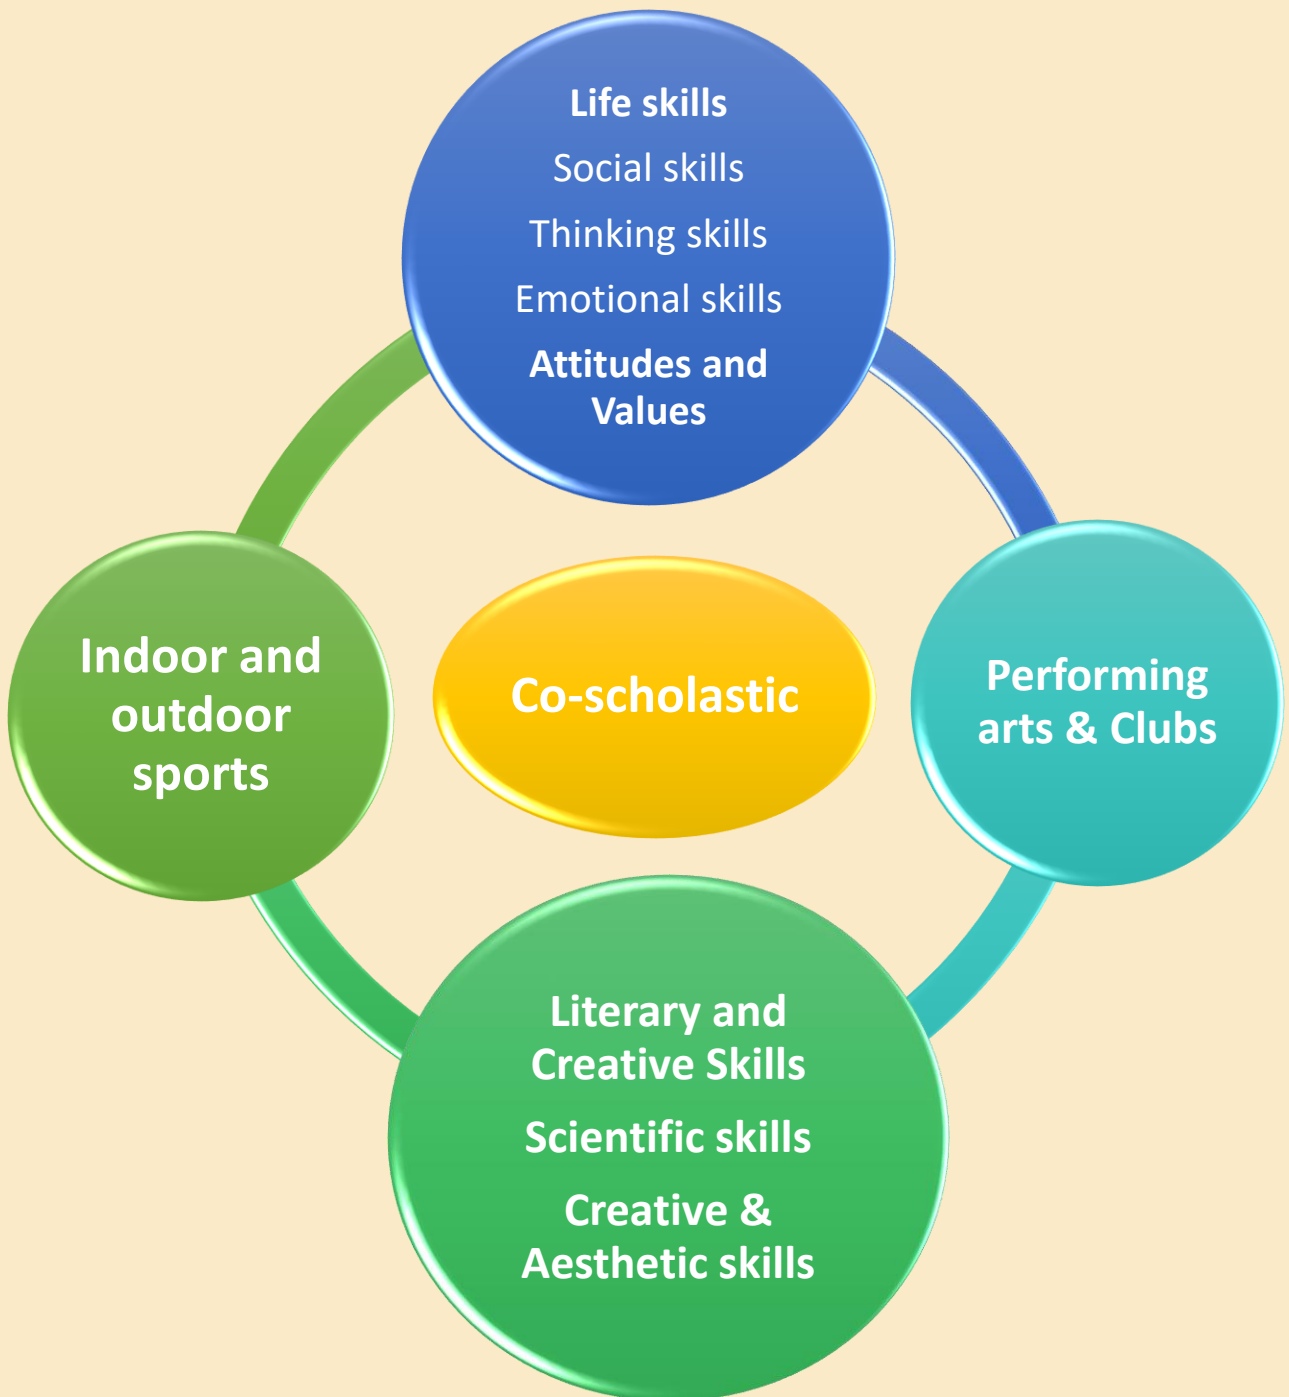 Life skills
Social skills
Thinking skills
Emotional skills
Attitudes and
Values
Indoor and
outdoor
sports
Co-scholastic
Performing
arts & Clubs
Literary and
Creative Skills
Scientific skills
Creative &
Aesthetic skills